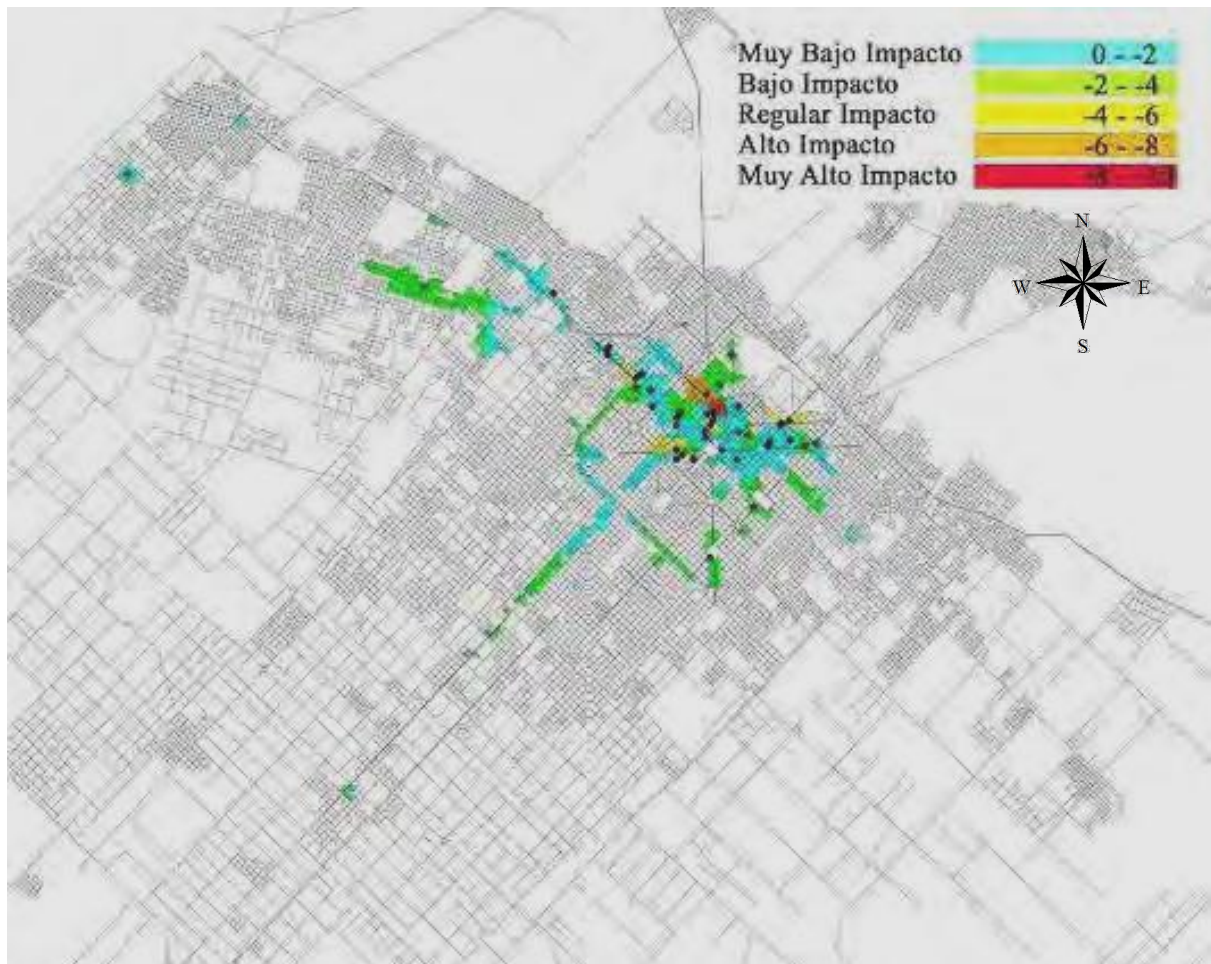 Muy Bajo Impacto 0 - -2
Bajo Impacto -2 - -4
Regular Impacto -4 - -6
Alto Impacto -6 - -8
Muy Alto Impacto
N
W E
S